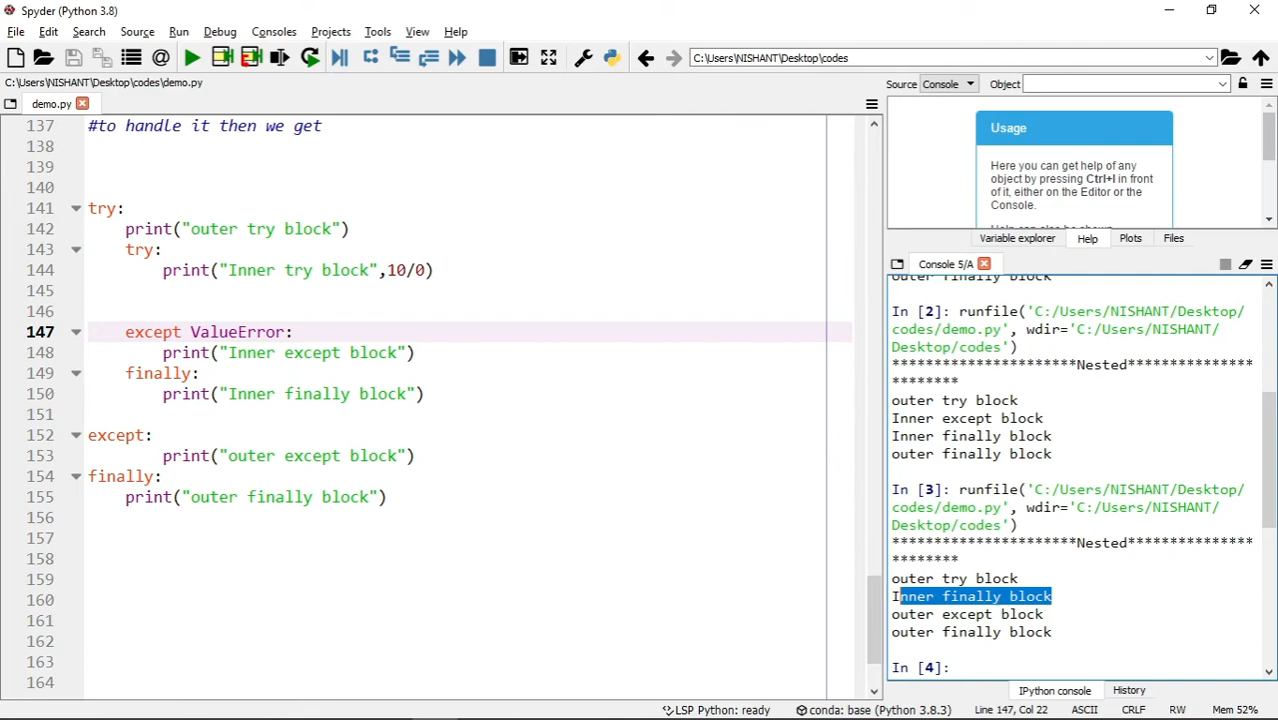 Spyder (Python 3.8)
File Edit Search Source Run Debug Consoles Projects Tools View Help
C:\Users\NISHANT\Desktop\codes
C:\Users\NISHANT\Desktop\codes\demo.py
Source Console Object
demo.py
137 #to handle it then we get
138
139
140
141 try:
142 print("outer try block")
143 try:
144 print("Inner try block",10/0)
145
146
147 except ValueError:
148 print("Inner except block")
149 finally:
150 print("Inner finally block")
151
152 except:
153 print("outer except block")
154 finally:
155 print("outer finally block")
156
157
158
159
160
161
162
163
164
Usage
Here you can get help of any
object by pressing Ctrl+I in front
of it, either on the Editor or the
Console.
Variable explorer Help Plots Files
Console 5/A
outer finally block
In [2]: runfile('C:/Users/NISHANT/Desktop/
codes/demo.py', wdir='C:/Users/NISHANT/
Desktop/codes')
**********************Nested***************
********
outer try block
Inner except block
Inner finally block
outer finally block
In [3]: runfile('C:/Users/NISHANT/Desktop/
codes/demo.py', wdir='C:/Users/NISHANT/
Desktop/codes')
**********************Nested***************
********
outer try block
Inner finally block
outer except block
outer finally block
In [4]:
IPython console History
LSP Python: ready conda: base (Python 3.8.3) Line 147, Col 22 ASCII CRLF RW Mem 52%